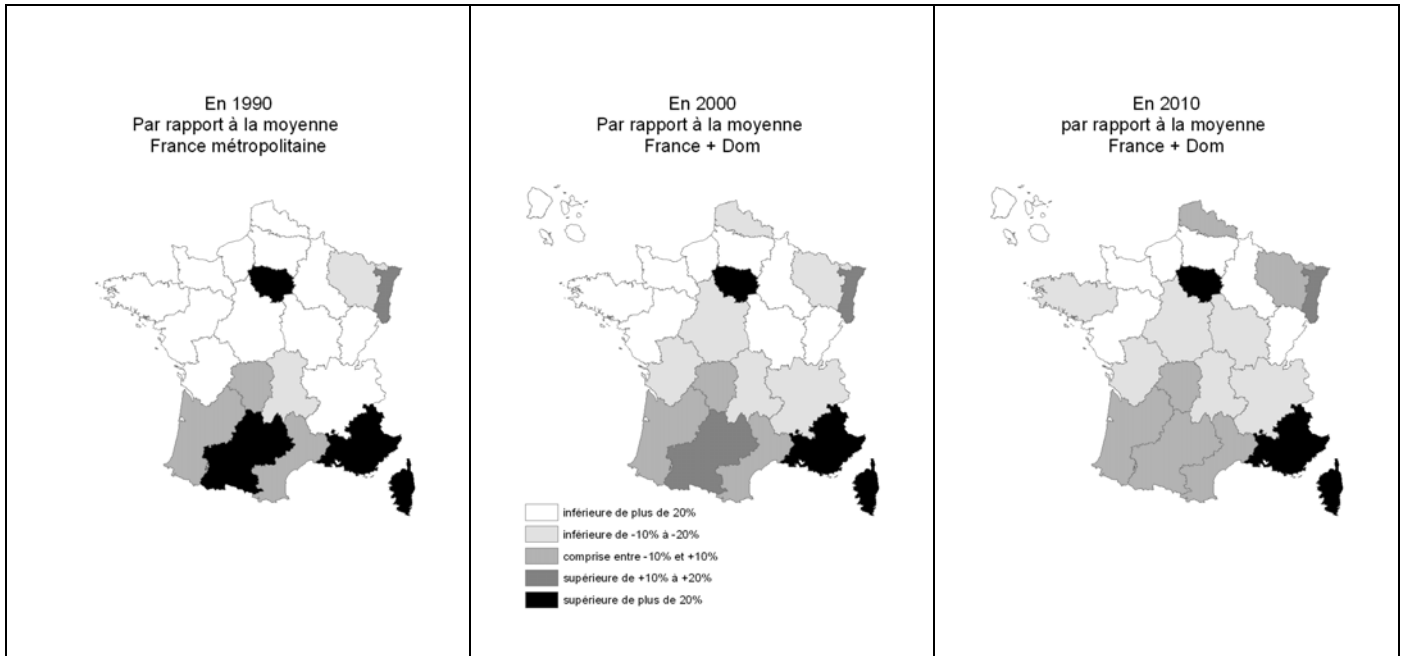 En 1990
Par rapport à la moyenne
France métropolitaine
En 2000
Par rapport à la moyenne
France + Dom
inférieure de plus de 20%
inférieure de -10% à -20%
comprise entre -10% et +10%
supérieure de +10% à +20%
supérieure de plus de 20%
En 2010
par rapport à la moyenne
France + Dom